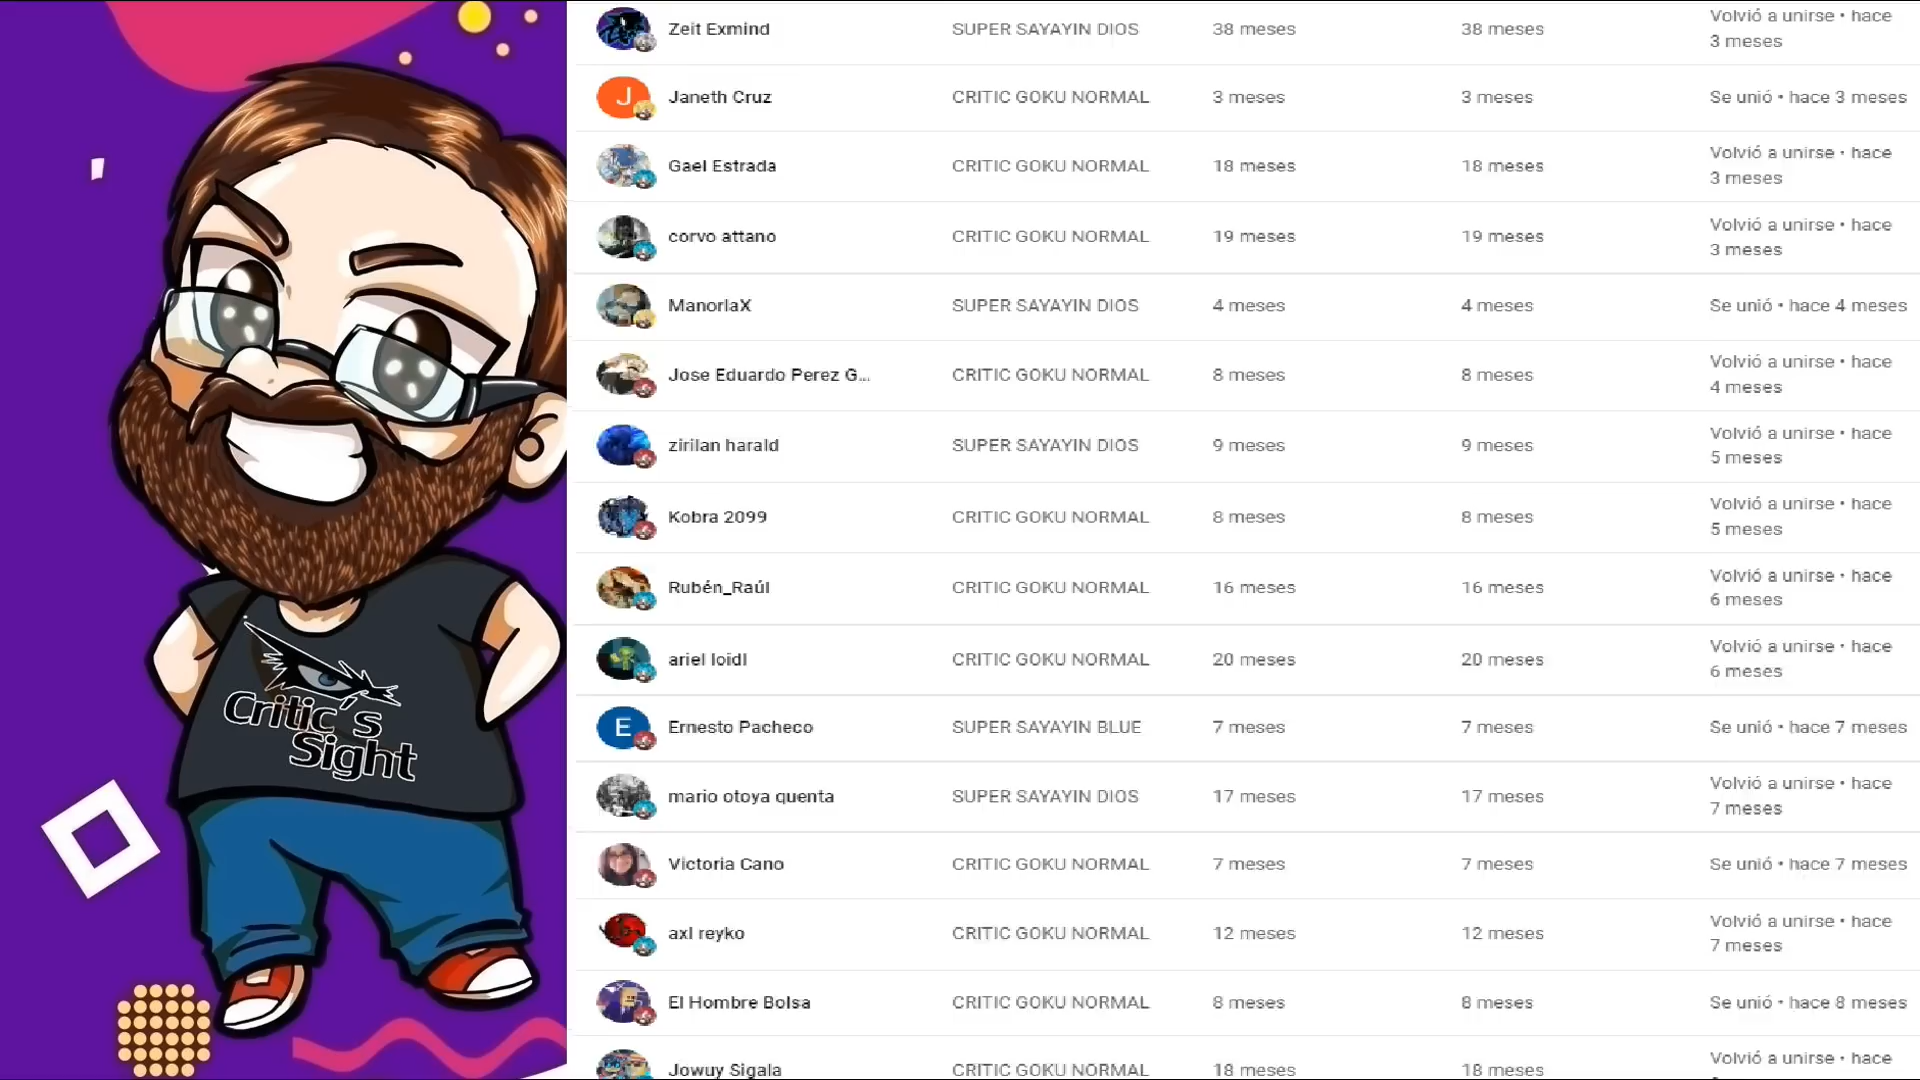 Zeit Exmind SUPER SAYAYIN DIOS 38 meses 38 meses Volvió a unirse • hace
3 meses
J Janeth Cruz CRITIC GOKU NORMAL 3 meses 3 meses Se unió • hace 3 meses
Gael Estrada CRITIC GOKU NORMAL 18 meses 18 meses Volvió a unirse • hace
3 meses
corvo attano CRITIC GOKU NORMAL 19 meses 19 meses Volvió a unirse • hace
3 meses
ManorlaX SUPER SAYAYIN DIOS 4 meses 4 meses Se unió • hace 4 meses
Jose Eduardo Perez G... CRITIC GOKU NORMAL 8 meses 8 meses Volvió a unirse • hace
4 meses
zirilan harald SUPER SAYAYIN DIOS 9 meses 9 meses Volvió a unirse • hace
5 meses
Kobra 2099 CRITIC GOKU NORMAL 8 meses 8 meses Volvió a unirse • hace
5 meses
Rubén_Raúl CRITIC GOKU NORMAL 16 meses 16 meses Volvió a unirse • hace
6 meses
ariel loidl CRITIC GOKU NORMAL 20 meses 20 meses Volvió a unirse • hace
6 meses
E Ernesto Pacheco SUPER SAYAYIN BLUE 7 meses 7 meses Se unió • hace 7 meses
mario otoya quenta SUPER SAYAYIN DIOS 17 meses 17 meses Volvió a unirse • hace
7 meses
Victoria Cano CRITIC GOKU NORMAL 7 meses 7 meses Se unió • hace 7 meses
axl reyko CRITIC GOKU NORMAL 12 meses 12 meses Volvió a unirse • hace
7 meses
El Hombre Bolsa CRITIC GOKU NORMAL 8 meses 8 meses Se unió • hace 8 meses
Jowuy Sigala CRITIC GOKU NORMAL 18 meses 18 meses Volvió a unirse • hace
Critic's
Sight